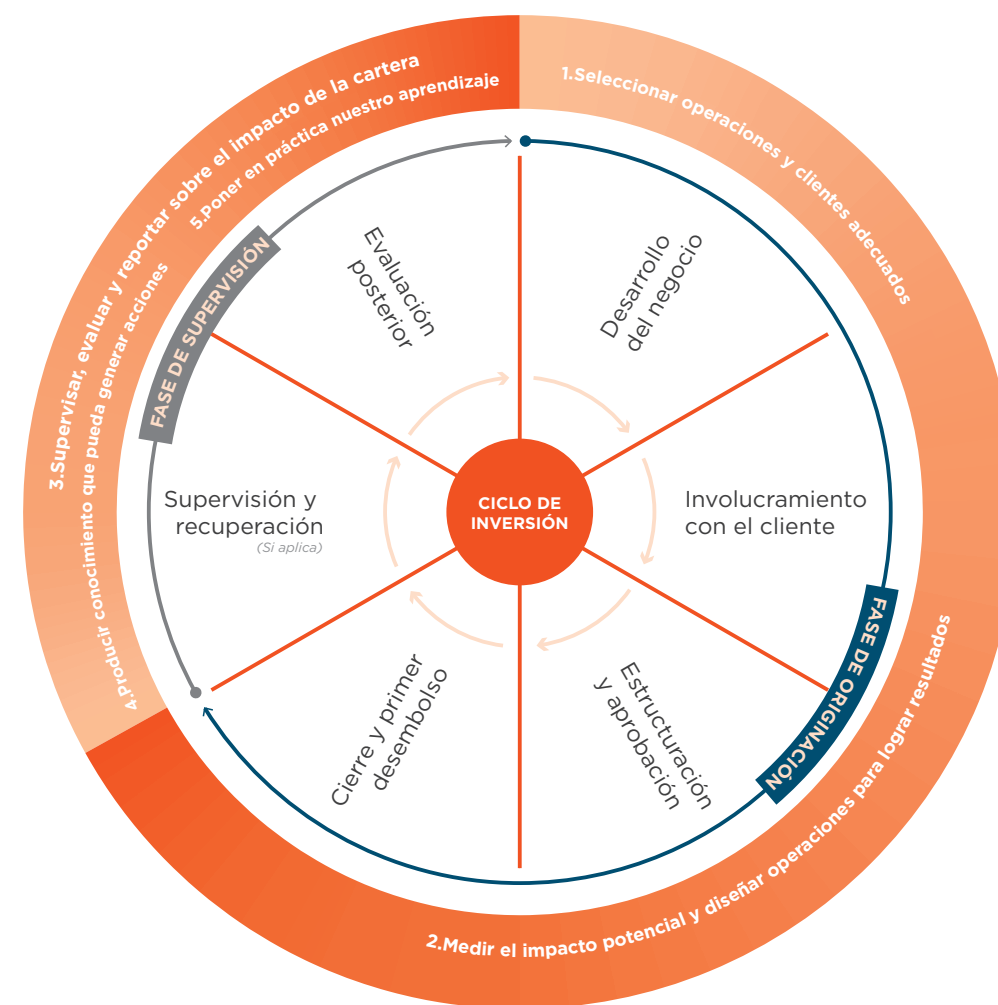 1.Seleccionar operaciones y clientes adecuados
2.Medir el impacto potencial y diseñar operaciones para lograr resultados
3.Supervisar, evaluar y reportar sobre el impacto de la cartera
4.Producir conocimiento que pueda generar acciones
5.Poner en práctica nuestro aprendizaje
FASE DE ORIGINACIÓN
FASE DE SUPERVISIÓN
Desarrollo
del negocio
Involucramiento
con el cliente
Estructuración
y aprobación
Cierre y primer
desembolso
Supervisión y
recuperación
(Si aplica)
Evaluación
posterior
CICLO DE
INVERSIÓN